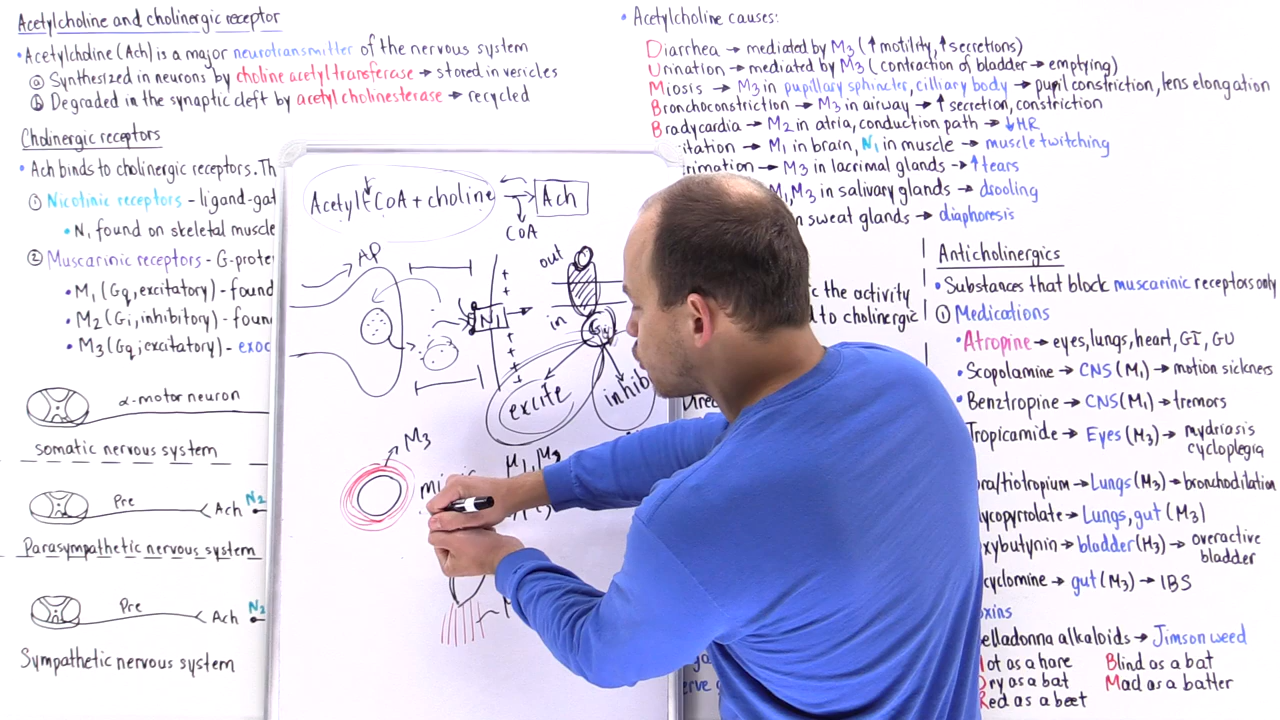 Acetylcholine and cholinergic receptor
•Acetylcholine (Ach) is a major neurotransmitter of the nervous system
ⓐ Synthesized in neurons by choline acetyltransferase → stored in vesicles
ⓑ Degraded in the synaptic cleft by acetyl cholinesterase → recycled
Cholinergic receptors
• Ach binds to cholinergic receptors. Th
① Nicotinic receptors - ligand-gat
• N1 found on skeletal muscle
② Muscarinic receptors - G-prote
• M1 (Gq, excitatory) - found
• M2 (Gi, inhibitory) - foun
• M3 (Gq, excitatory) - exoc
α-motor neuron
somatic nervous system
Pre
Ach
N2
Parasympathetic nervous system
Pre
Ach
N2
Sympathetic nervous system
Acetyl CoA + choline
Ach
CoA
AP
out
in
N1
excite
inhib
M3
• Acetylcholine causes:
Diarrhea → mediated by M3 (↑ motility, ↑ secretions)
Urination → mediated by M3 (contraction of bladder → emptying)
Miosis → M3 in pupillary sphincter, cilliary body → pupil constriction, lens elongation
Bronchoconstriction → M3 in airway → ↑ secretion, constriction
Bradycardia → M2 in atria, conduction path → ↓HR
itation → M1 in brain, N1 in muscle → muscle twitching
rimation → M3 in lacrimal glands → ↑tears
M1, M3 in salivary glands → drooling
n sweat glands → diaphoresis
c the activity
d to cholinergic
Anticholinergics
• Substances that block muscarinic receptors only
① Medications
•Atropine → eyes, lungs, heart, GI, GU
• Scopolamine → CNS (M1) → motion sickness
• Benztropine → CNS (M1) → tremors
Tropicamide → Eyes (M3) → mydriasis
cycloplegia
ra/tiotropium → Lungs (M3) → bronchodilation
ycopyrrolate → Lungs, gut (M3)
xybutynin → bladder (M3) → overactive
bladder
cyclomine → gut (M3) → IBS
oxins
elladonna alkaloids → Jimson weed
ot as a hare
Blind as a bat
ry as a bat
Mad as a batter
Red as a beet